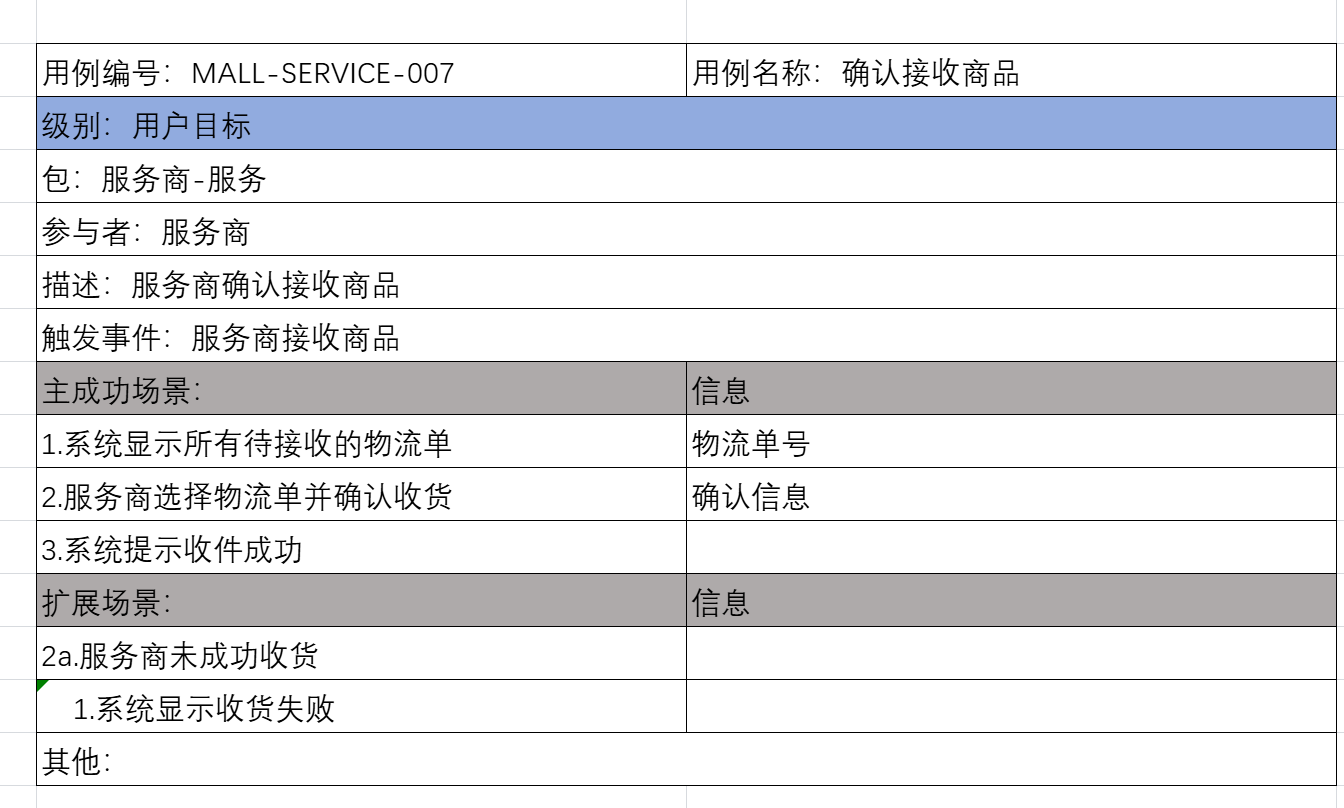 用例编号：MALL-SERVICE-007 用例名称：确认接收商品
级别：用户目标
包：服务商-服务
参与者：服务商
描述：服务商确认接收商品
触发事件：服务商接收商品
主成功场景： 信息
1.系统显示所有待接收的物流单 物流单号
2.服务商选择物流单并确认收货 确认信息
3.系统提示收件成功
扩展场景： 信息
2a.服务商未成功收货
1.系统显示收货失败
其他：